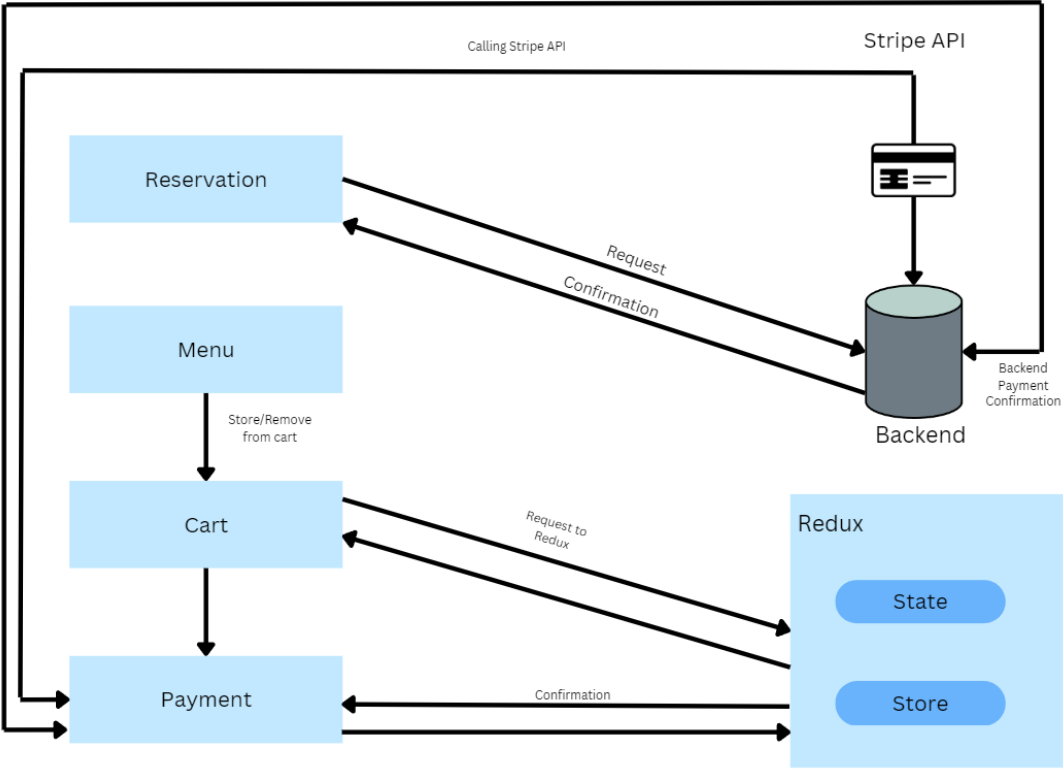 Calling Stripe API
Stripe API
Reservation
Request
Confirmation
Menu
Backend
Payment
Confirmation
Backend
Store/Remove
from cart
Cart
Request to
Redux
Redux
State
Payment
Confirmation
Store